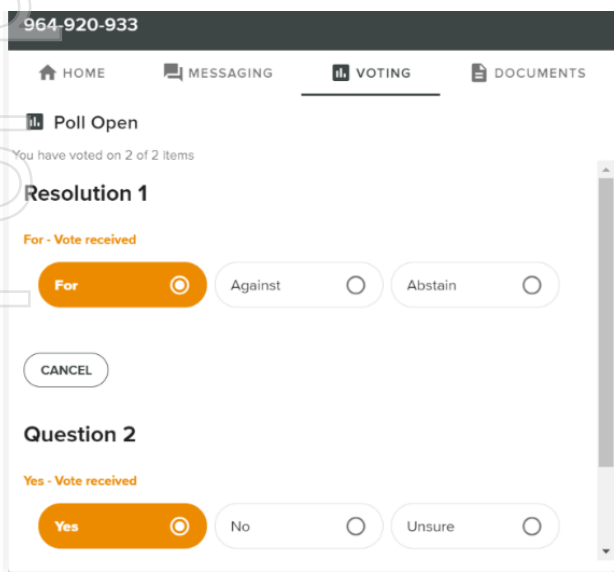 964-920-933
HOME MESSAGING VOTING DOCUMENTS
Poll Open
You have voted on 2 of 2 items
Resolution 1
For - Vote received
For Against Abstain
CANCEL
Question 2
Yes - Vote received
Yes No Unsure